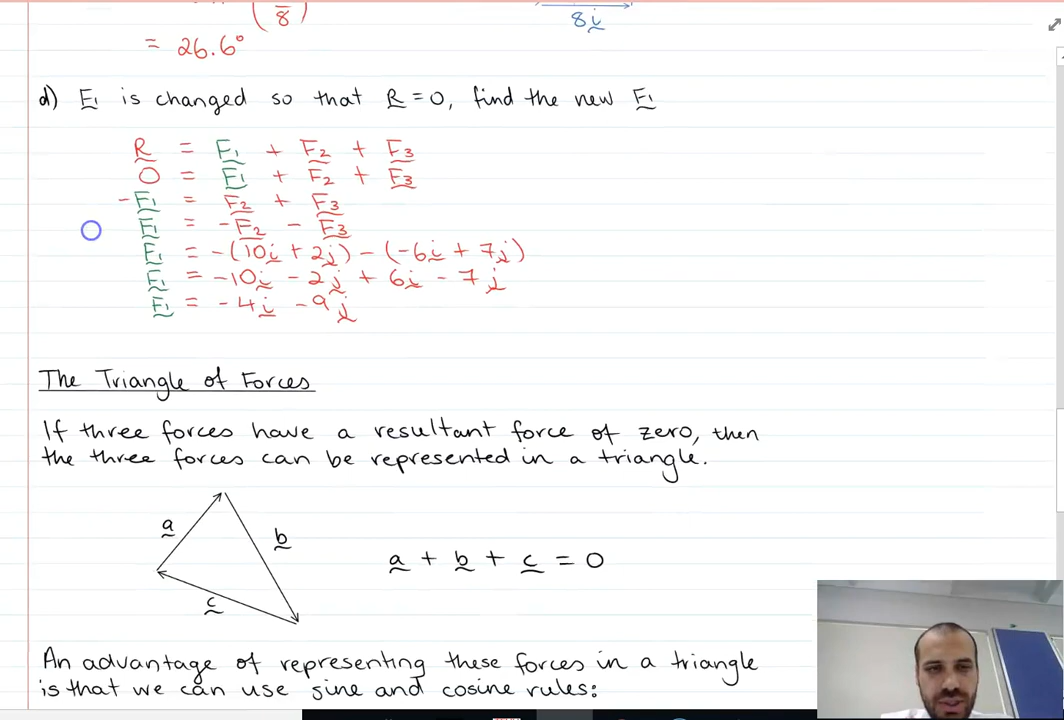 (8)
= 26.6°
8i
d) F1 is changed so that R = 0, find the new F1
R = F1 + F2 + F3
0 = F1 + F2 + F3
-F1 = F2 + F3
F1 = -F2 - F3
F1 = -(10i + 2j) - (-6i + 7j)
F1 = -10i - 2j + 6i - 7j
F1 = -4i - 9j
The Triangle of Forces
If three forces have a resultant force of zero, then
the three forces can be represented in a triangle.
a
b
c
a + b + c = 0
An advantage of representing these forces in a triangle
is that we can use sine and cosine rules: